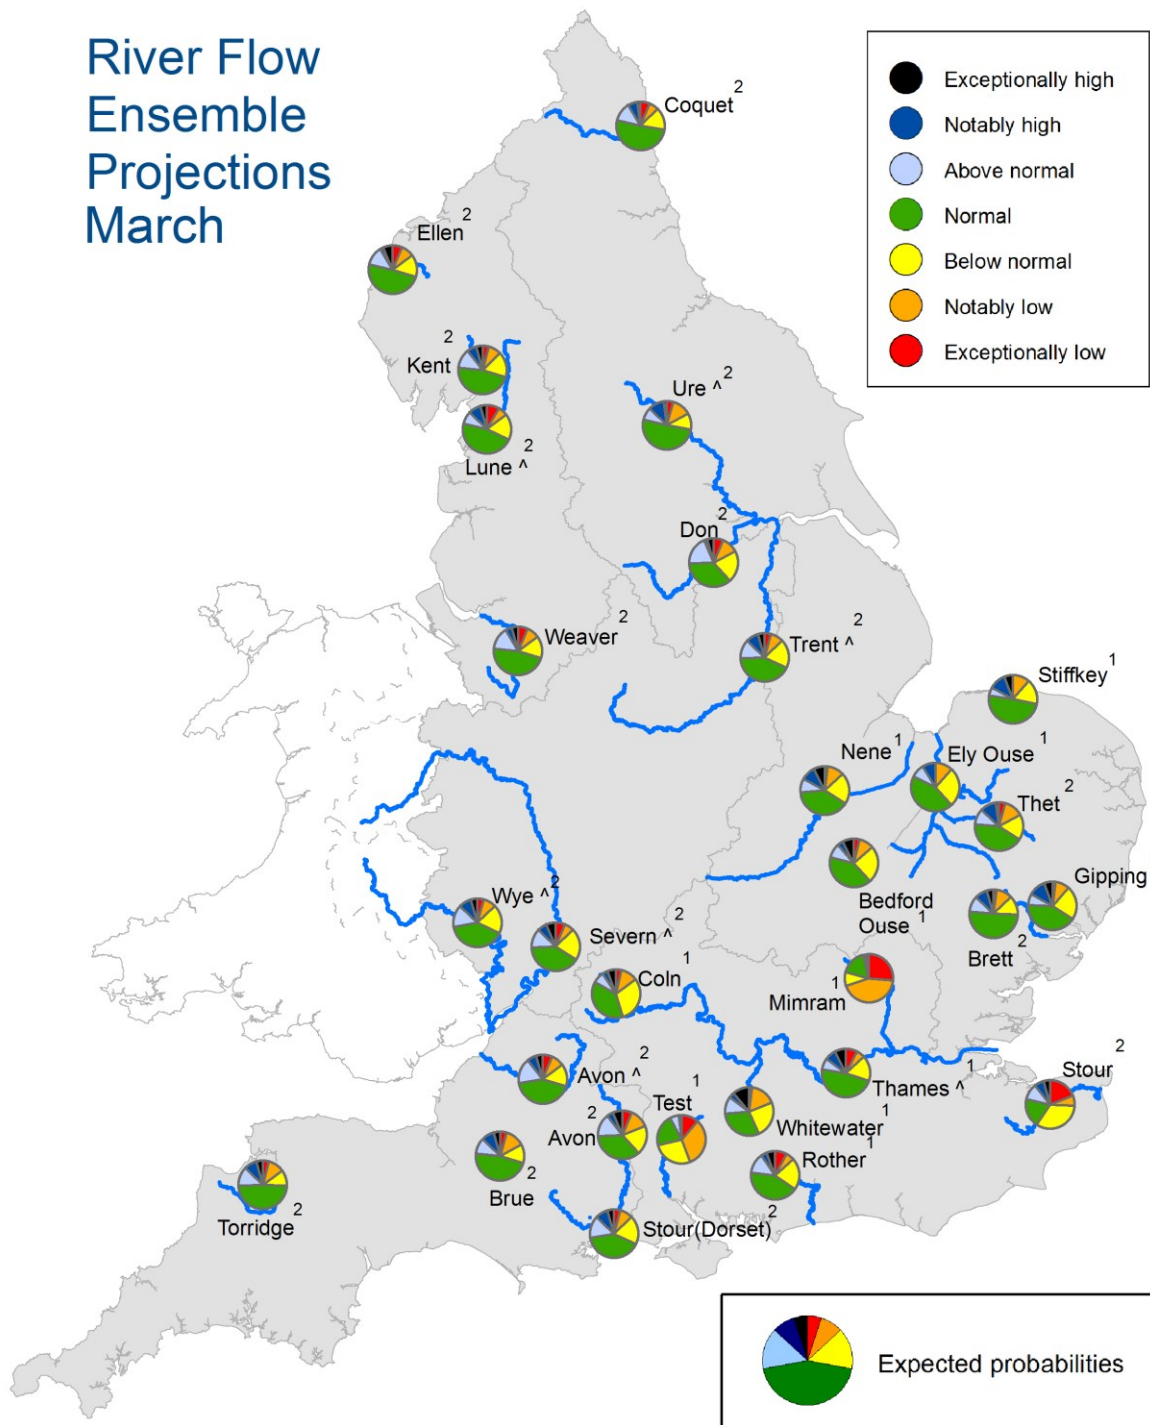 River Flow
Ensemble
Projections
March
Exceptionally high
Notably high
Above normal
Normal
Below normal
Notably low
Exceptionally low
Coquet 2
Ellen 2
Kent 2
Lune ^ 2
Ure ^ 2
Don 2
Weaver 2
Trent ^ 2
Stiffkey 1
Nene 1
Ely Ouse 1
Thet 2
Bedford
Ouse 1
Gipping
Brett 2
Wye ^ 2
Severn ^ 2
Coln 1
Mimram 1
Avon ^ 2
Avon 2
Test 1
Thames ^ 1
Stour 2
Whitewater 1
Rother 1
Brue 2
Torridge 2
Stour(Dorset) 2
Expected probabilities